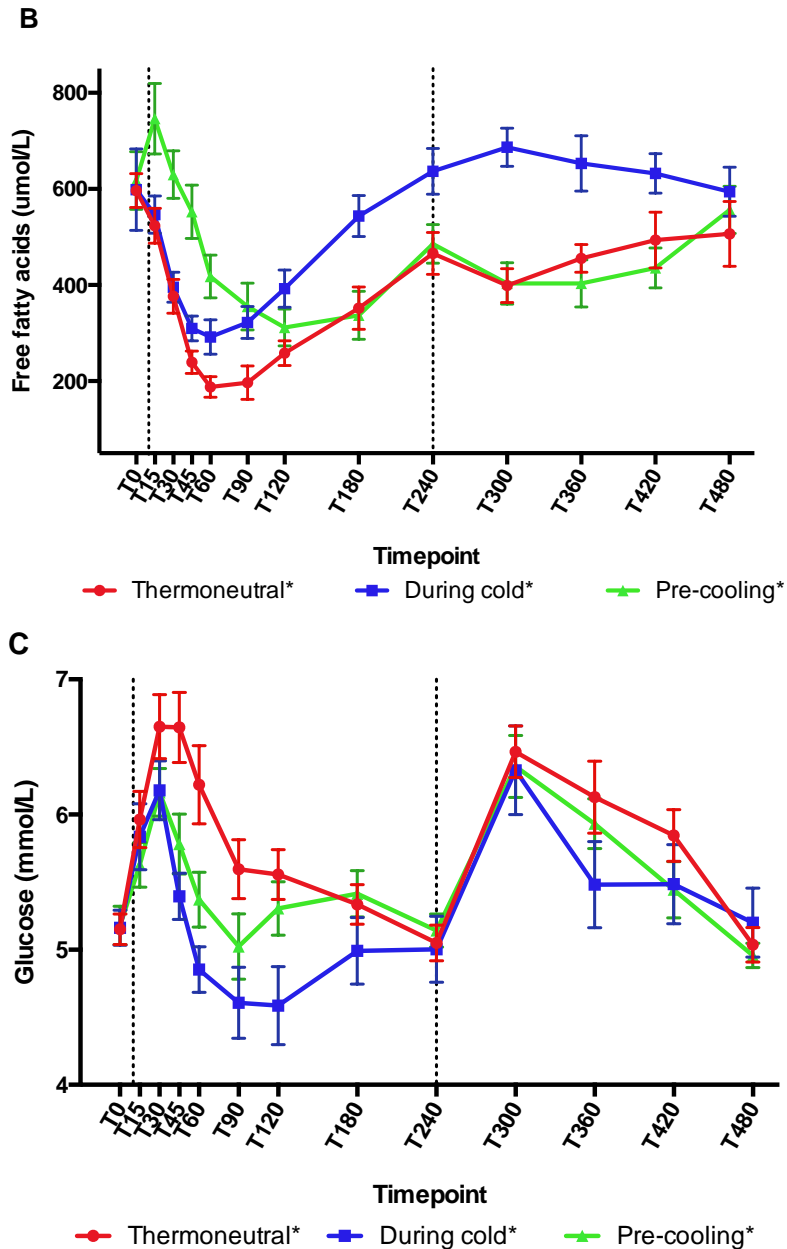 B
Free fatty acids (umol/L)
800
600
400
200
T0
T15
T30
T45
T60
T90
T120
T180
T240
T300
T360
T420
T480
Timepoint
Thermoneutral* During cold* Pre-cooling*
C
Glucose (mmol/L)
7
6
5
4
T0
T15
T30
T45
T60
T90
T120
T180
T240
T300
T360
T420
T480
Timepoint
Thermoneutral* During cold* Pre-cooling*